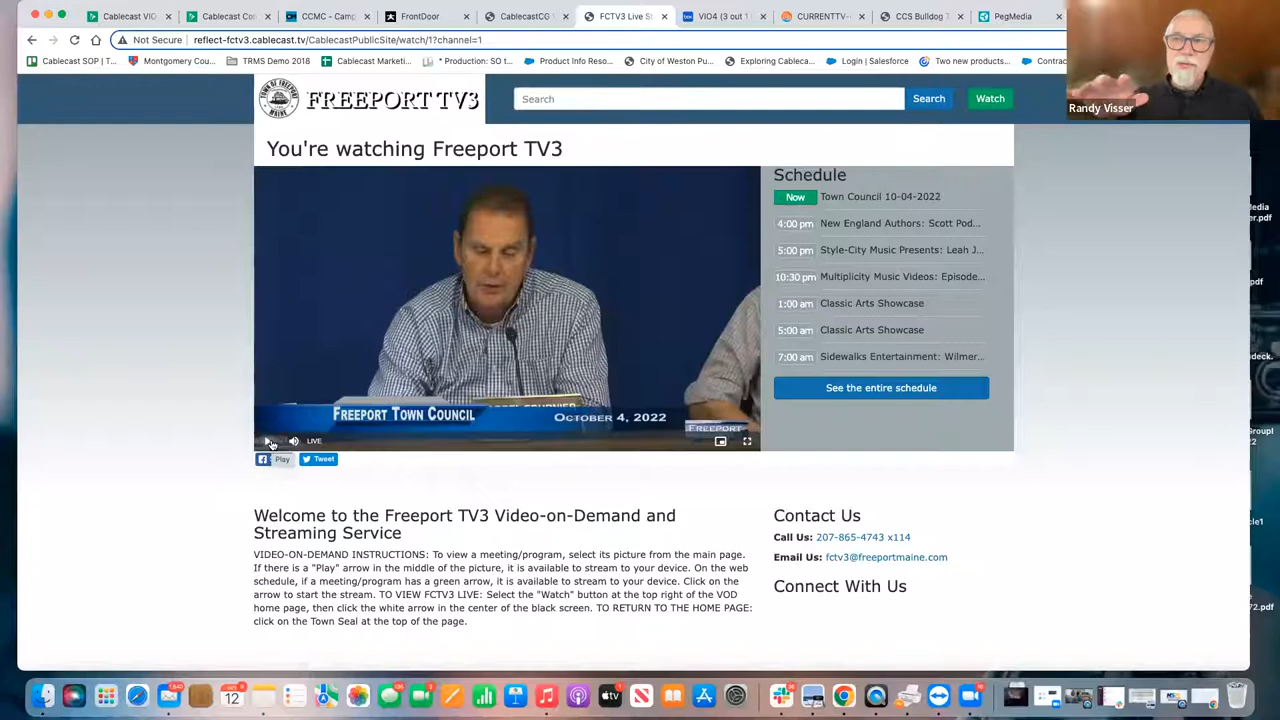 Cablecast VIO
Cablecast Co
CCMC - Camp
FrontDoor
CablecastCG
FCTV3 Live St
VIO4 (3 out 1
CURRENTTV-
CCS Bulldog T
PegMedia
Not Secure
reflect-fctv3.cablecast.tv/CablecastPublicSite/watch/1?channel=1
Cablecast SOP | T...
Montgomery Cou...
TRMS Demo 2018
Cablecast Marketi...
* Production: SO t...
Product Info Reso...
City of Weston Pu...
Exploring Cableca...
Login | Salesforce
Two new products...
Contrac
Randy Visser
FREEPORT TV3
Search
Search
Watch
You're watching Freeport TV3
Schedule
Now Town Council 10-04-2022
4:00 pm New England Authors: Scott Pod...
5:00 pm Style-City Music Presents: Leah J...
10:30 pm Multiplicity Music Videos: Episode...
1:00 am Classic Arts Showcase
5:00 am Classic Arts Showcase
7:00 am Sidewalks Entertainment: Wilmer...
See the entire schedule
FREEPORT TOWN COUNCIL
OCTOBER 4, 2022
FREEPORT
LIVE
Play
Tweet
Welcome to the Freeport TV3 Video-on-Demand and
Streaming Service
VIDEO-ON-DEMAND INSTRUCTIONS: To view a meeting/program, select its picture from the main page.
If there is a "Play" arrow in the middle of the picture, it is available to stream to your device. On the web
schedule, if a meeting/program has a green arrow, it is available to stream to your device. Click on the
arrow to start the stream. TO VIEW FCTV3 LIVE: Select the "Watch" button at the top right of the VOD
home page, then click the white arrow in the center of the black screen. TO RETURN TO THE HOME PAGE:
click on the Town Seal at the top of the page.
Contact Us
Call Us: 207-865-4743 x114
Email Us: fctv3@freeportmaine.com
Connect With Us
Media
er.pdf
pdf
deck.
Groupl
22
cle1
72.pdf
12
tv